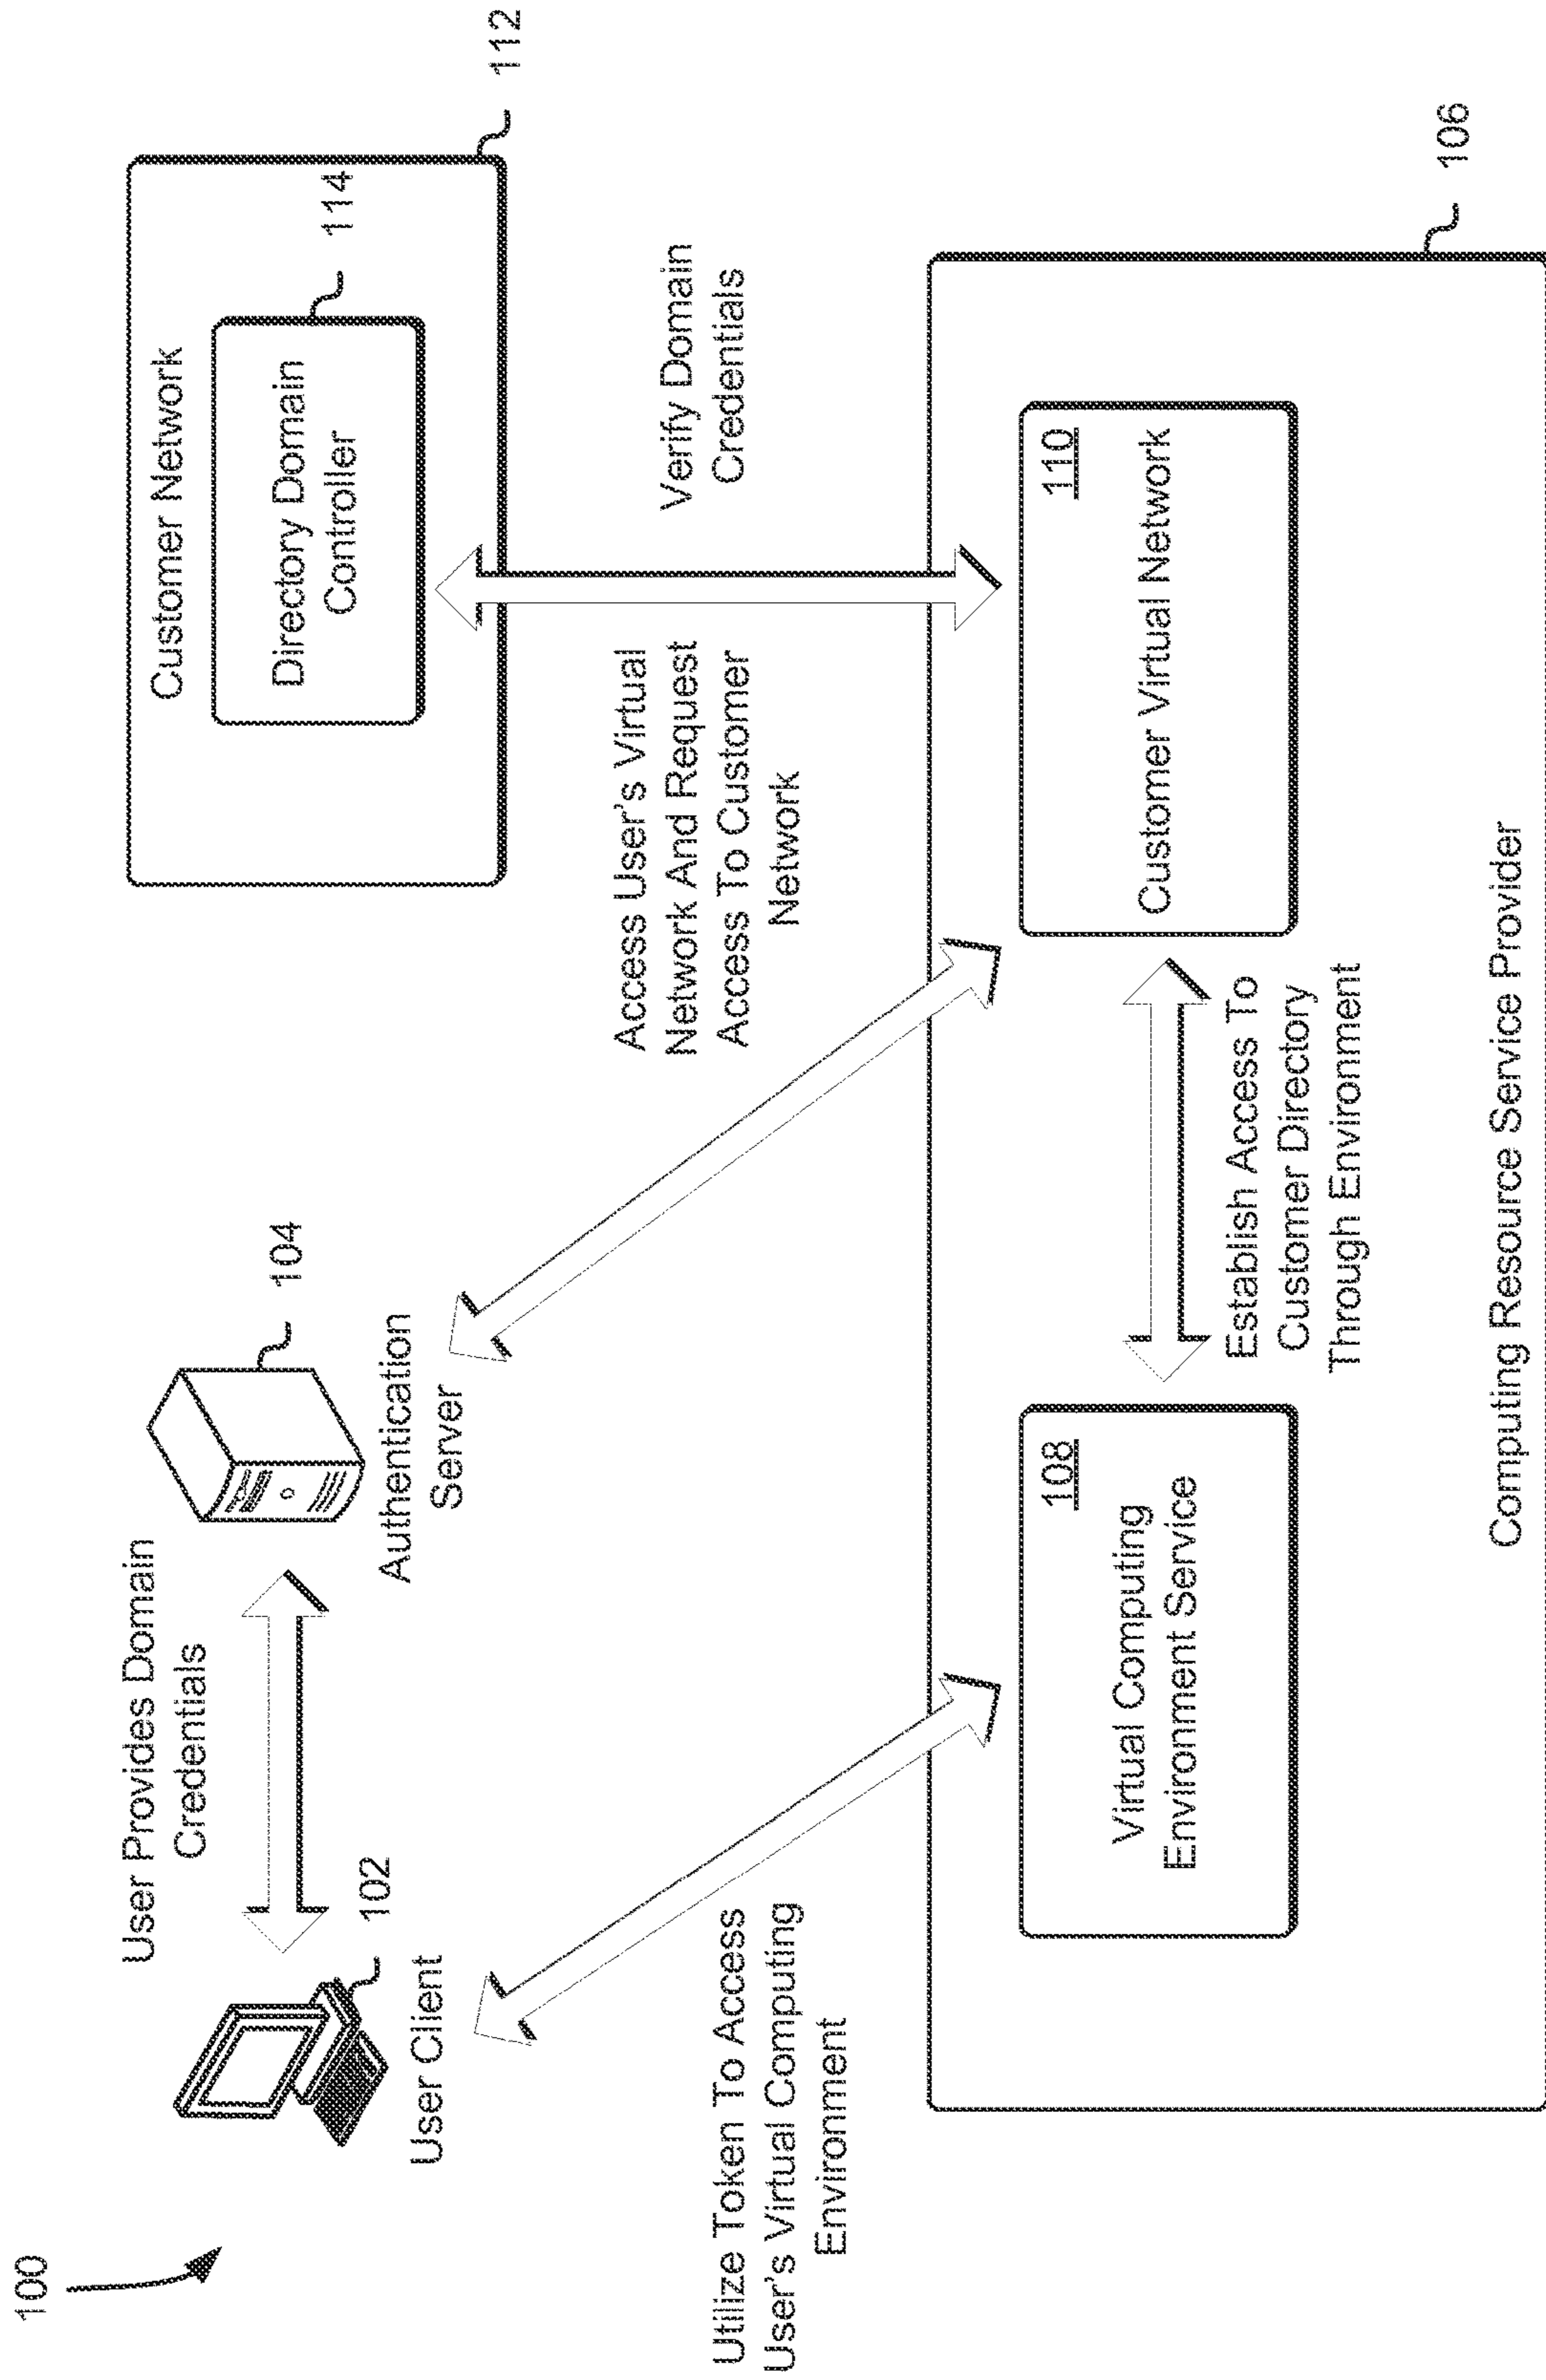 100
User Provides Domain
Credentials
102
User Client
104
Authentication
Server
Customer Network
Directory Domain
Controller
114
112
Utilize Token To Access
User's Virtual Computing
Environment
Access User's Virtual
Network And Request
Access To Customer
Network
Verify Domain
Credentials
108
Virtual Computing
Environment Service
Establish Access To
Customer Directory
Through Environment
110
Customer Virtual Network
106
Computing Resource Service Provider